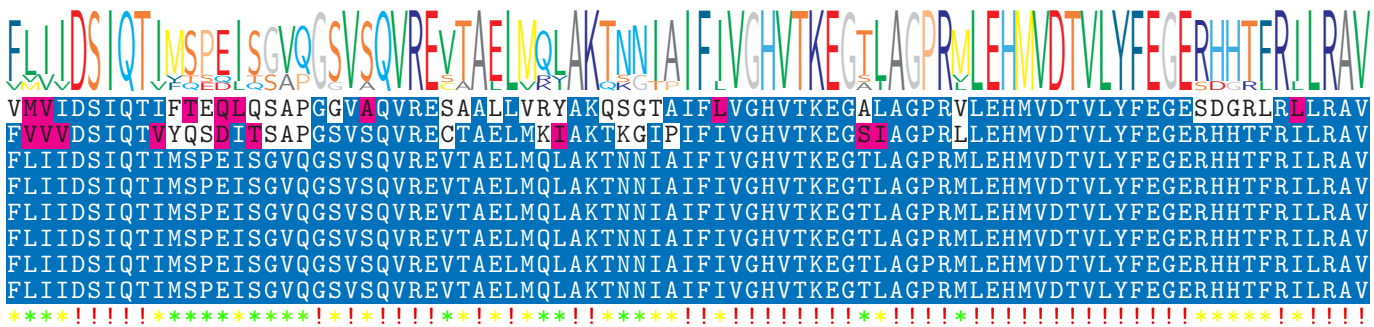 FLIIDSIQTIMSPEISGVQGSVSQVREVTAELMQLAKTNNIAIFIVGHVTKEGTLAGPRMLEHMVDTVLYFEGERHHTFRILRAV
VMVIDSIQTIFTEQLQSAPGGVAQVRESAALLVRYAKQSGTAIFLVGHVTKEGALAGPRVLEHMVDTVLYFEGESDGRLRLLRAV
FVVVDSIQTVYQSDITSAPGSVSQVRECTAELMKIAKTKGIPIFIVGHVTKEGSIAGPRLLEHMVDTVLYFEGERHHTFRILRAV
FLIIDSIQTIMSPEISGVQGSVSQVREVTAELMQLAKTNNIAIFIVGHVTKEGTLAGPRMLEHMVDTVLYFEGERHHTFRILRAV
FLIIDSIQTIMSPEISGVQGSVSQVREVTAELMQLAKTNNIAIFIVGHVTKEGTLAGPRMLEHMVDTVLYFEGERHHTFRILRAV
FLIIDSIQTIMSPEISGVQGSVSQVREVTAELMQLAKTNNIAIFIVGHVTKEGTLAGPRMLEHMVDTVLYFEGERHHTFRILRAV
FLIIDSIQTIMSPEISGVQGSVSQVREVTAELMQLAKTNNIAIFIVGHVTKEGTLAGPRMLEHMVDTVLYFEGERHHTFRILRAV
FLIIDSIQTIMSPEISGVQGSVSQVREVTAELMQLAKTNNIAIFIVGHVTKEGTLAGPRMLEHMVDTVLYFEGERHHTFRILRAV
FLIIDSIQTIMSPEISGVQGSVSQVREVTAELMQLAKTNNIAIFIVGHVTKEGTLAGPRMLEHMVDTVLYFEGERHHTFRILRAV
****!!!!!**********!*!*!!!!**!*!***!!*****!!*!!!!!!!!**!!!!*!!!!!!!!!!!!!!*****!*!!!!